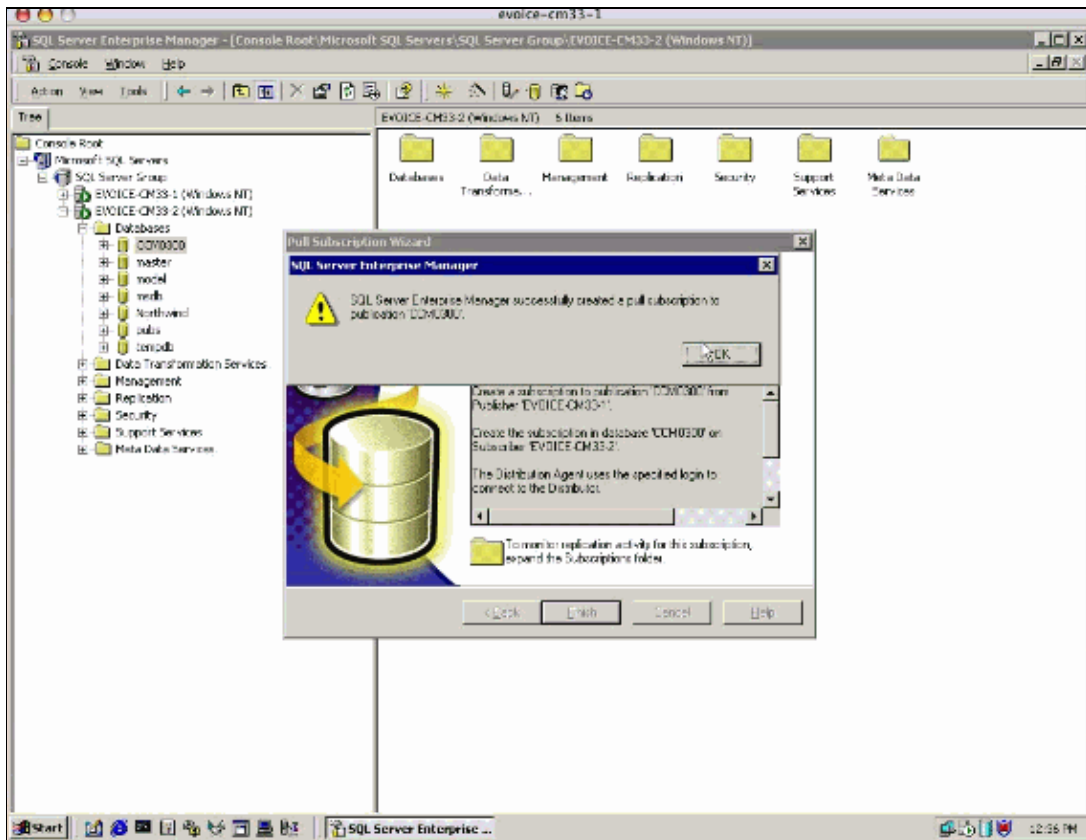 evoice-cm33-1
SQL Server Enterprise Manager - [Console Root\Microsoft SQL Servers\SQL Server Group\EVOICE-CM33-2 (Windows NT)]
Console Window Help
Action View Tools
Tree
EVOICE-CM33-2 (Windows NT) 6 Items
Console Root
Microsoft SQL Servers
SQL Server Group
EVOICE-CM33-1 (Windows NT)
EVOICE-CM33-2 (Windows NT)
Databases
CCM0300
master
model
msdb
Northwind
pubs
tempdb
Data Transformation Services
Management
Replication
Security
Support Services
Meta Data Services
Databases
Data Transforma...
Management
Replication
Security
Support Services
Meta Data Services
Pull Subscription Wizard
SQL Server Enterprise Manager
SQL Server Enterprise Manager successfully created a pull subscription to
publication 'CCM0300'.
OK
Create a subscription to publication 'CCM0300' from
Publisher 'EVOICE-CM33-1'.
Create the subscription in database 'CCM0300' on
Subscriber 'EVOICE-CM33-2'.
The Distribution Agent uses the specified login to
connect to the Distributor.
To monitor replication activity for this subscription,
expand the Subscriptions folder.
< Back Finish Cancel Help
Start SQL Server Enterprise ... 12:56 PM